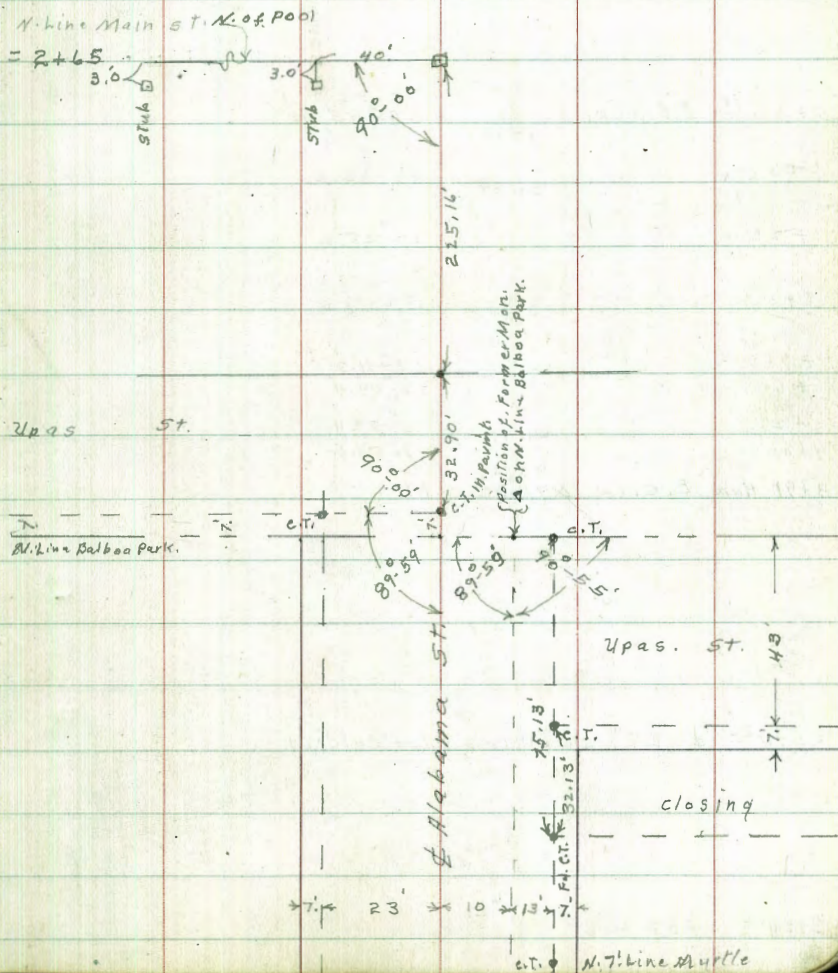 N. Line Main St. N. of Pool
= 2+65
3.0'
3.0'
40'
Stub
Stub
90°-00'
225.16'
Position of Former Mon.
on N. Line Balboa Park.
Upas St.
32.90'
90°00'
C.T. in Pavmt.
7'
7'
C.T.
7'
C.T.
N. Line Balboa Park.
89°-59'
89°-59'
90°-55'
Upas. St.
43'
75.13'
C.T.
7'
32.13'
closing
℄ Alabama St.
Fd. C.T.
7' 23' 10 13' 7'
C.T. N. 7' Line Myrtle